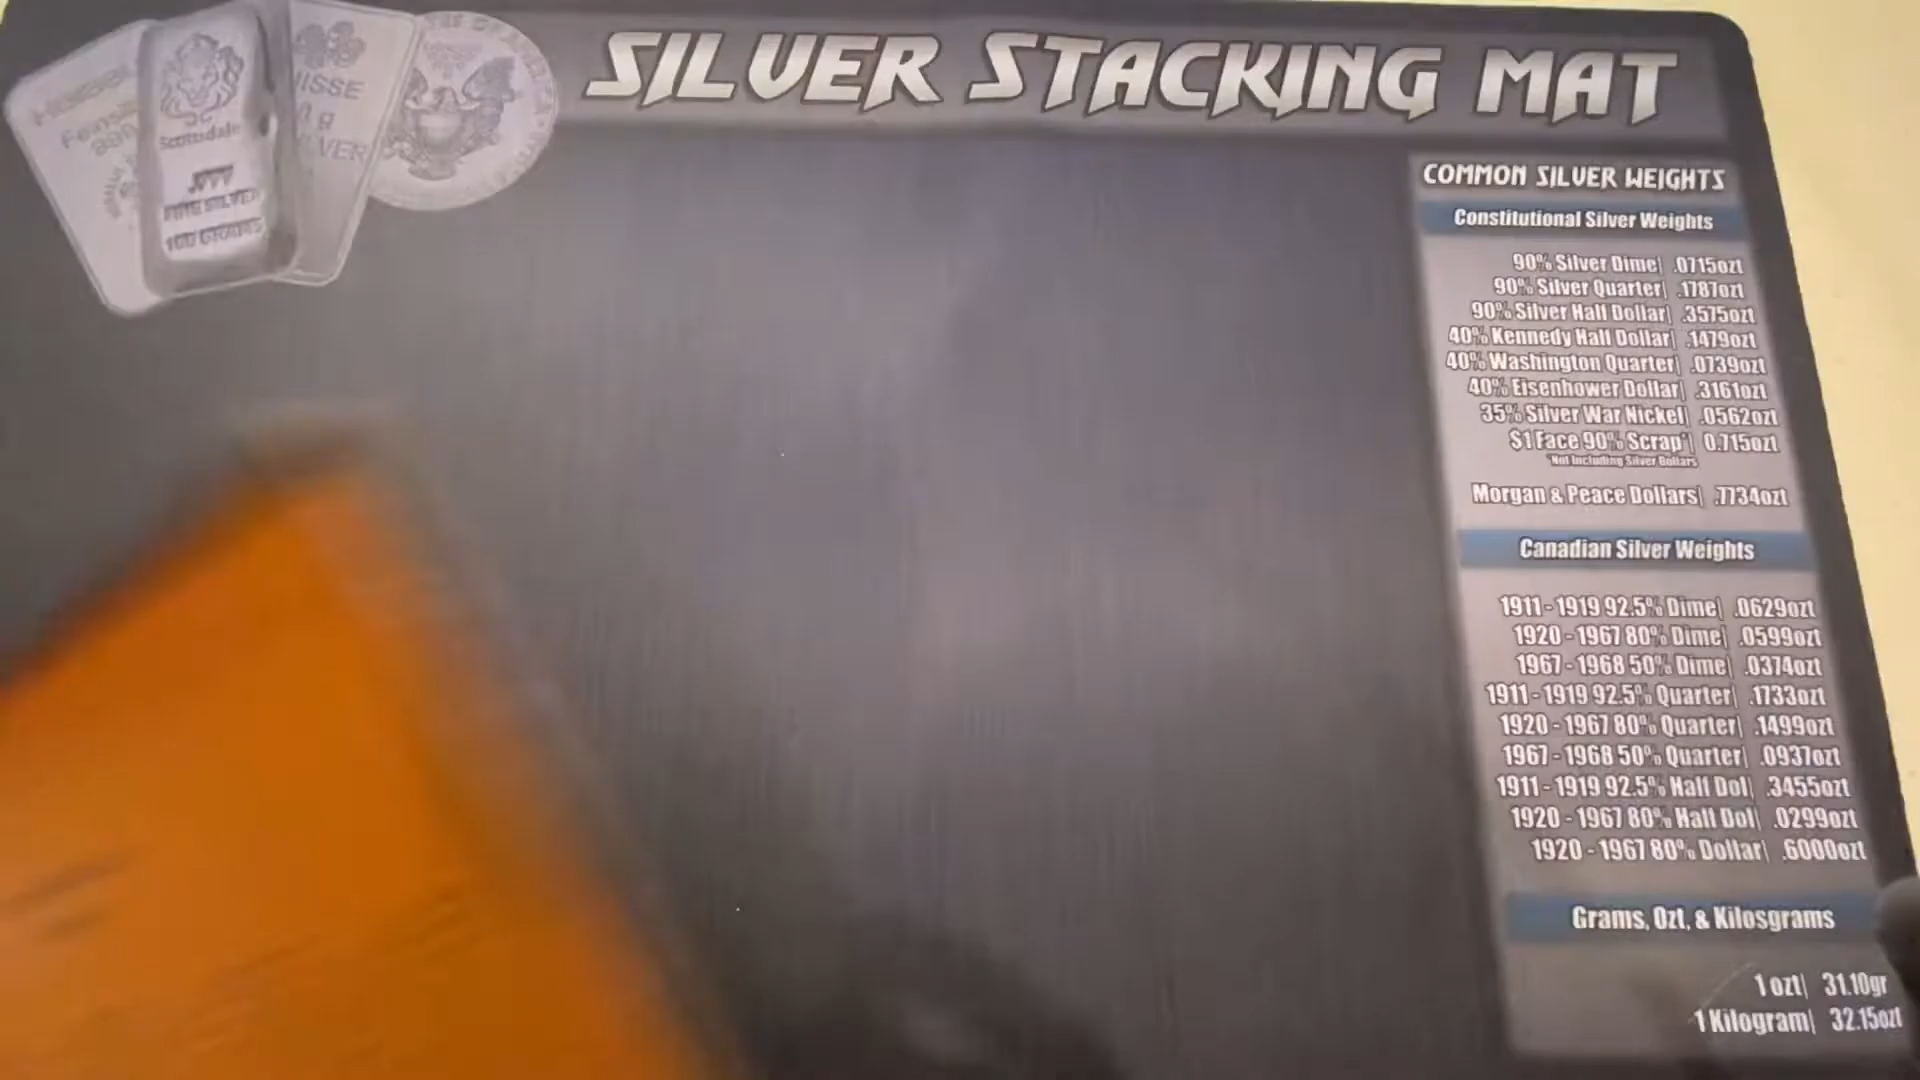 SILVER STACKING MAT
Scottsdale
.999
FINE SILVER
100 GRAMS
COMMON SILVER WEIGHTS
Constitutional Silver Weights
90% Silver Dime| .0715ozt
90% Silver Quarter| .1787ozt
90% Silver Half Dollar| .3575ozt
40% Kennedy Half Dollar| .1479ozt
40% Washington Quarter| .0739ozt
40% Eisenhower Dollar| .3161ozt
35% Silver War Nickel| .0562ozt
$1 Face 90% Scrap*| 0.715ozt
*Not Including Silver Dollars
Morgan & Peace Dollars| .7734ozt
Canadian Silver Weights
1911 - 1919 92.5% Dime| .0629ozt
1920 - 1967 80% Dime| .0599ozt
1967 - 1968 50% Dime| .0374ozt
1911 - 1919 92.5% Quarter| .1733ozt
1920 - 1967 80% Quarter| .1499ozt
1967 - 1968 50% Quarter| .0937ozt
1911 - 1919 92.5% Half Dol| .3455ozt
1920 - 1967 80% Half Dol| .0299ozt
1920 - 1967 80% Dollar| .6000ozt
Grams, Ozt, & Kilosgrams
1 ozt| 31.10gr
1 Kilogram| 32.15ozt